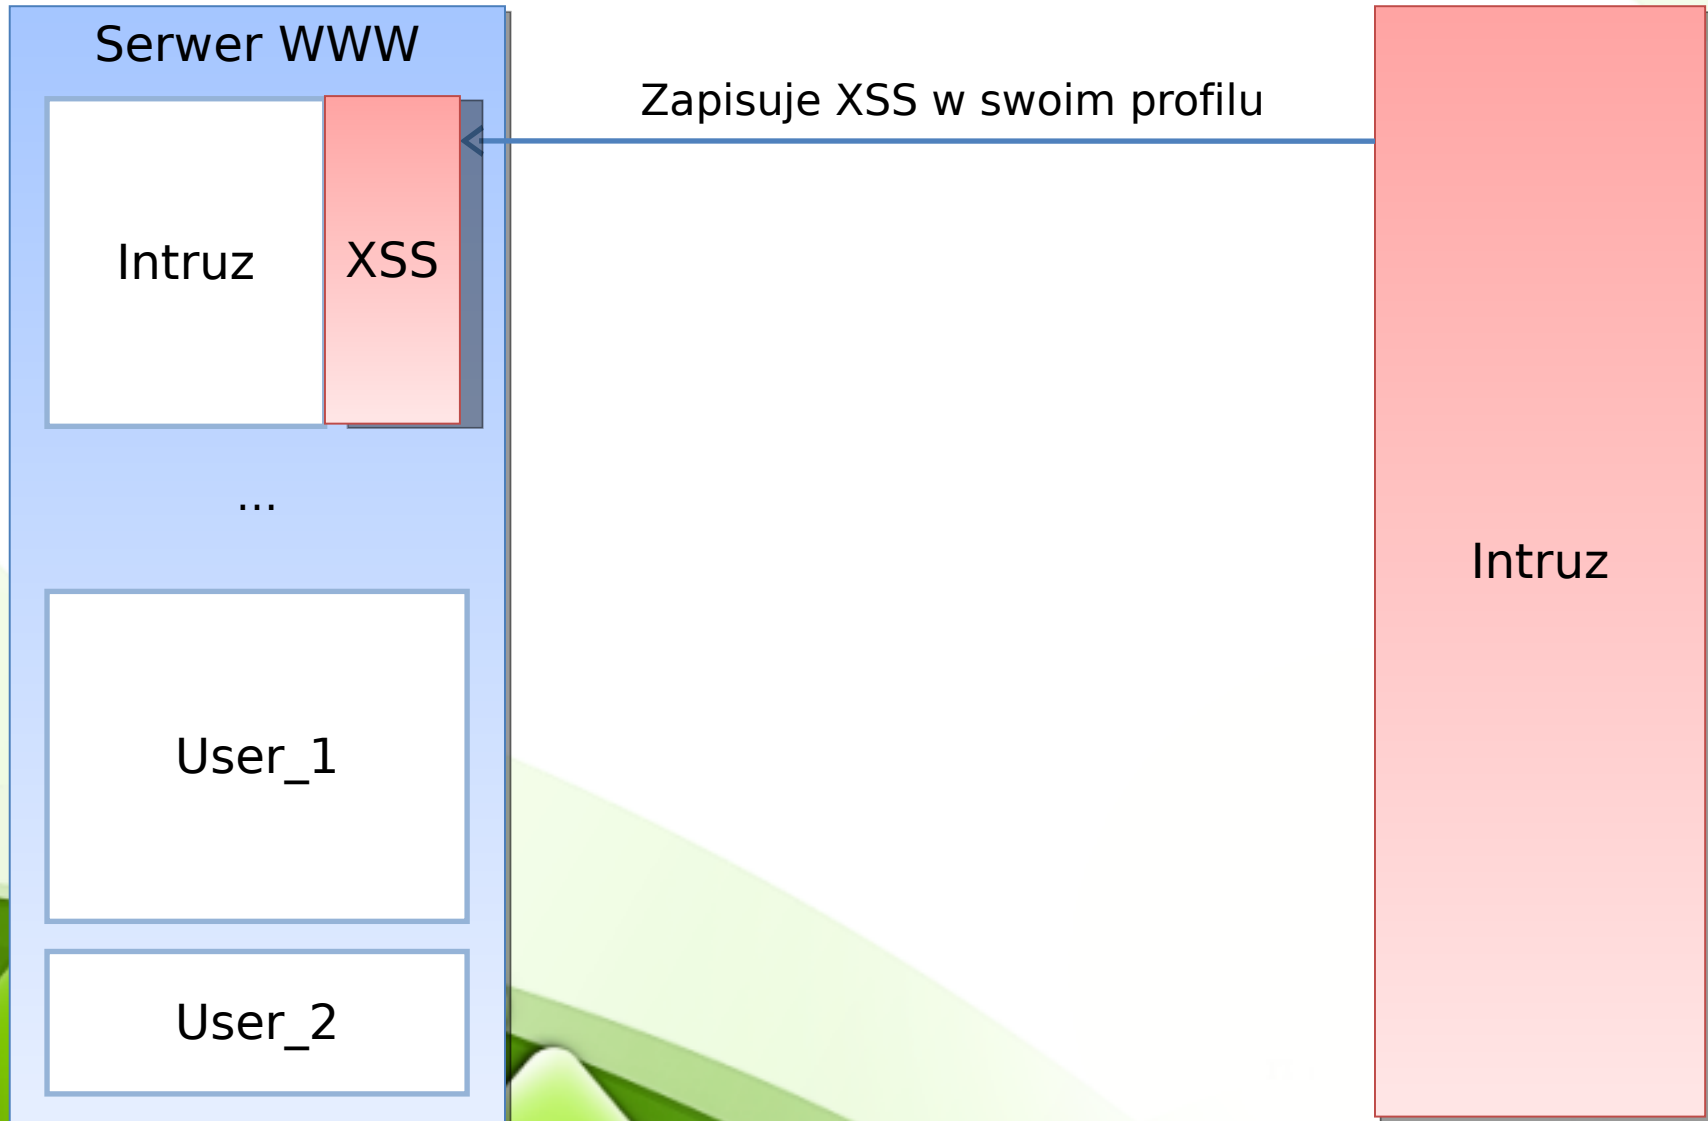 Serwer WWW
Zapisuje XSS w swoim profilu
Intruz
XSS
...
Intruz
User_1
User_2